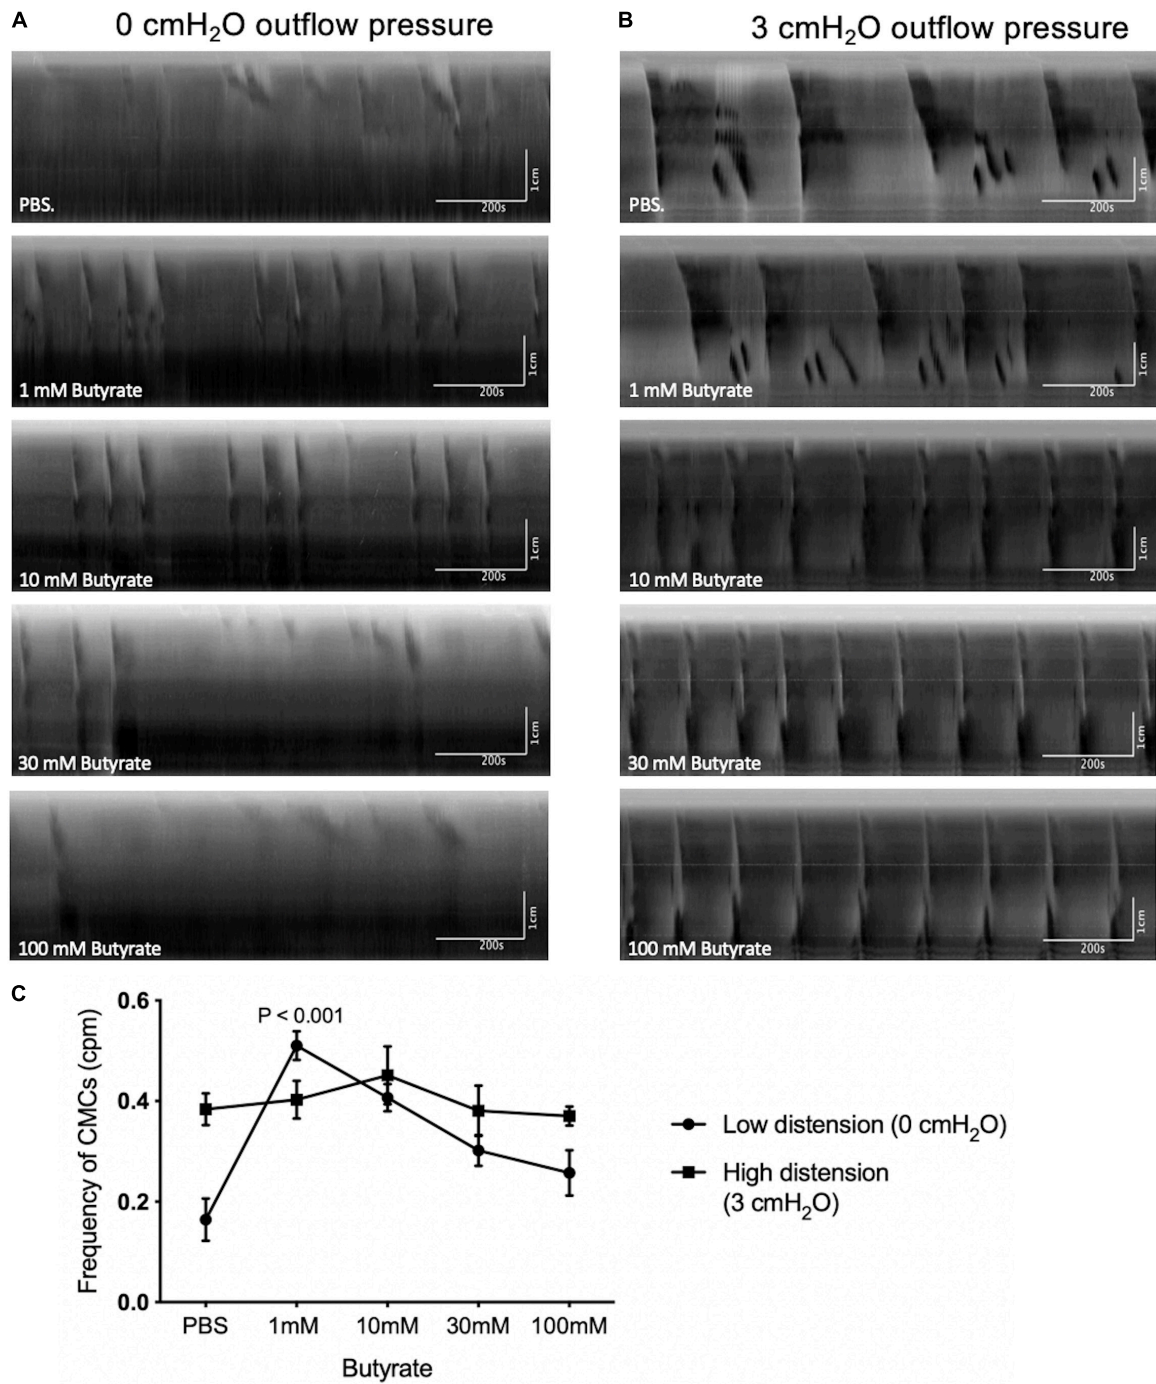 A
0 cmH2O outflow pressure
PBS.
200s
1cm
1 mM Butyrate
200s
1cm
10 mM Butyrate
200s
1cm
30 mM Butyrate
200s
1cm
100 mM Butyrate
200s
1cm
B
3 cmH2O outflow pressure
PBS.
200s
1cm
1 mM Butyrate
200s
1cm
10 mM Butyrate
200s
1cm
30 mM Butyrate
200s
1cm
100 mM Butyrate
200s
1cm
C
Frequency of CMCs (cpm)
0.6
0.4
0.2
0.0
P < 0.001
PBS 1mM 10mM 30mM 100mM
Butyrate
Low distension (0 cmH2O)
High distension
(3 cmH2O)